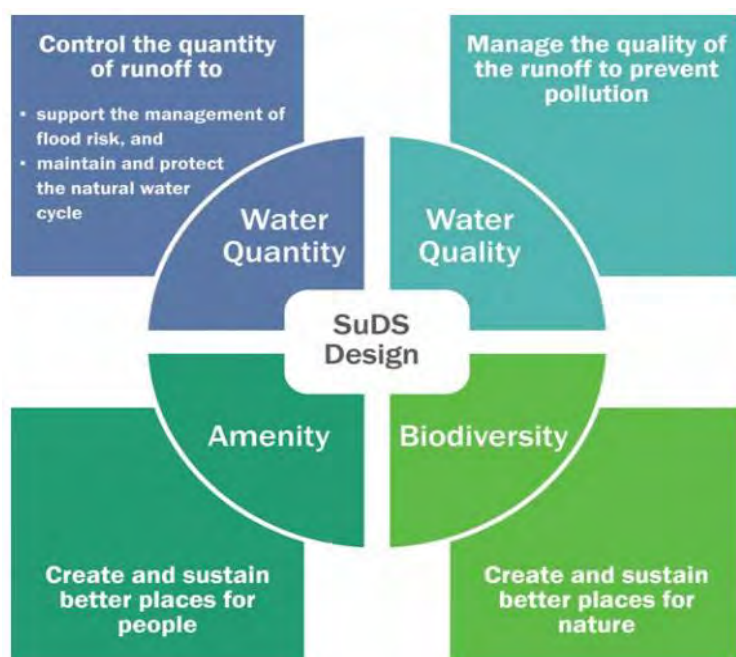 Control the quantity
of runoff to
• support the management of
flood risk, and
• maintain and protect
the natural water
cycle
Manage the quality of
the runoff to prevent
pollution
Water
Quantity
Water
Quality
SuDS
Design
Amenity
Biodiversity
Create and sustain
better places for
people
Create and sustain
better places for
nature